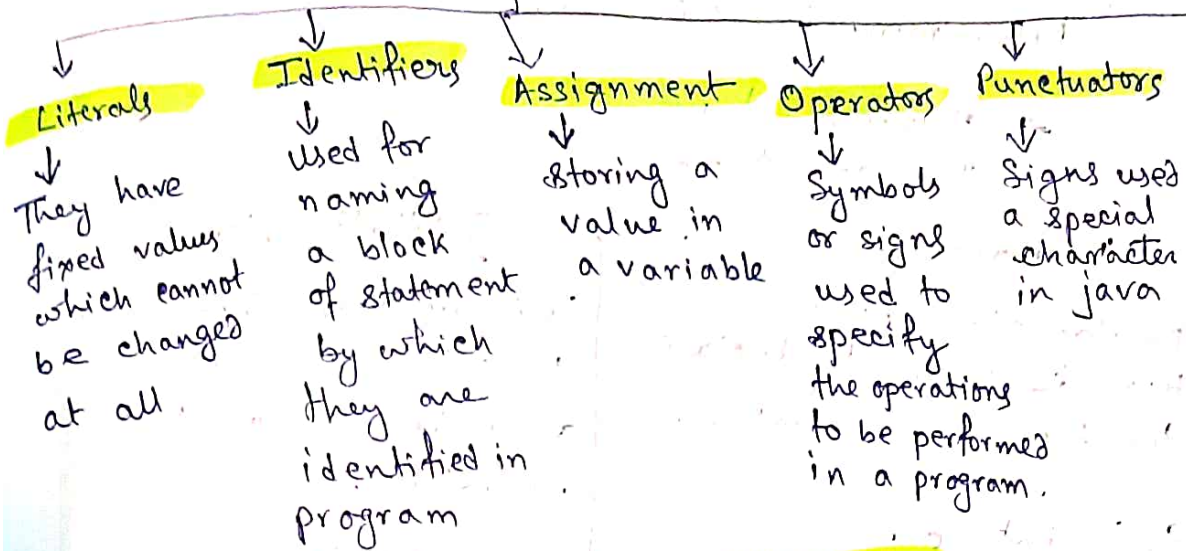 Literals
They have
fixed values
which cannot
be changed
at all.
Identifiers
Used for
naming
a block
of statement
by which
they are
identified in
program
Assignment
Storing a
value in
a variable
Operators
Symbols
or signs
used to
specify
the operations
to be performed
in a program.
Punctuators
Signs used
a special
character
in java